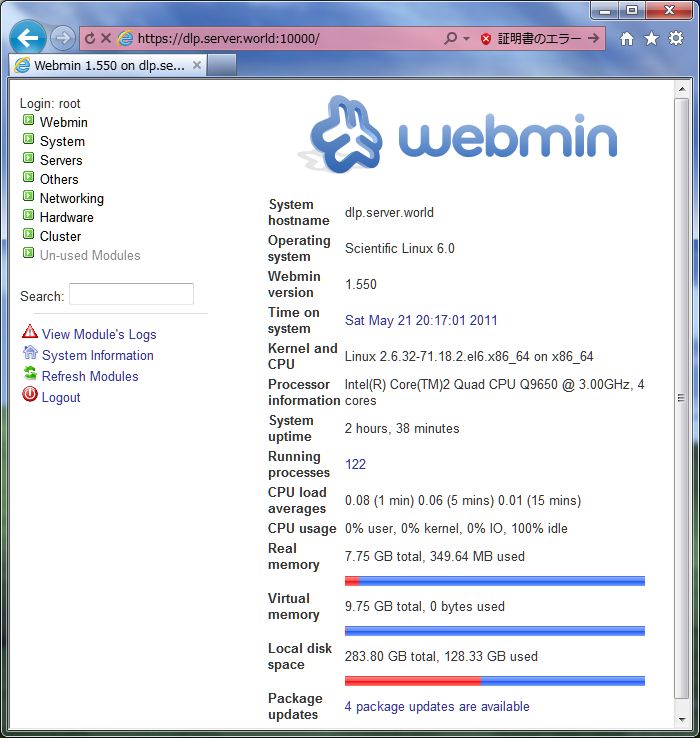 https://dlp.server.world:10000/
証明書のエラー
Webmin 1.550 on dlp.se...
Login: root
Webmin
System
Servers
Others
Networking
Hardware
Cluster
Un-used Modules
Search:
View Module's Logs
System Information
Refresh Modules
Logout
webmin
System hostname
dlp.server.world
Operating system
Scientific Linux 6.0
Webmin version
1.550
Time on system
Sat May 21 20:17:01 2011
Kernel and CPU
Linux 2.6.32-71.18.2.el6.x86_64 on x86_64
Processor information
Intel(R) Core(TM)2 Quad CPU Q9650 @ 3.00GHz, 4
cores
System uptime
2 hours, 38 minutes
Running processes
122
CPU load averages
0.08 (1 min) 0.06 (5 mins) 0.01 (15 mins)
CPU usage
0% user, 0% kernel, 0% IO, 100% idle
Real memory
7.75 GB total, 349.64 MB used
Virtual memory
9.75 GB total, 0 bytes used
Local disk space
283.80 GB total, 128.33 GB used
Package updates
4 package updates are available